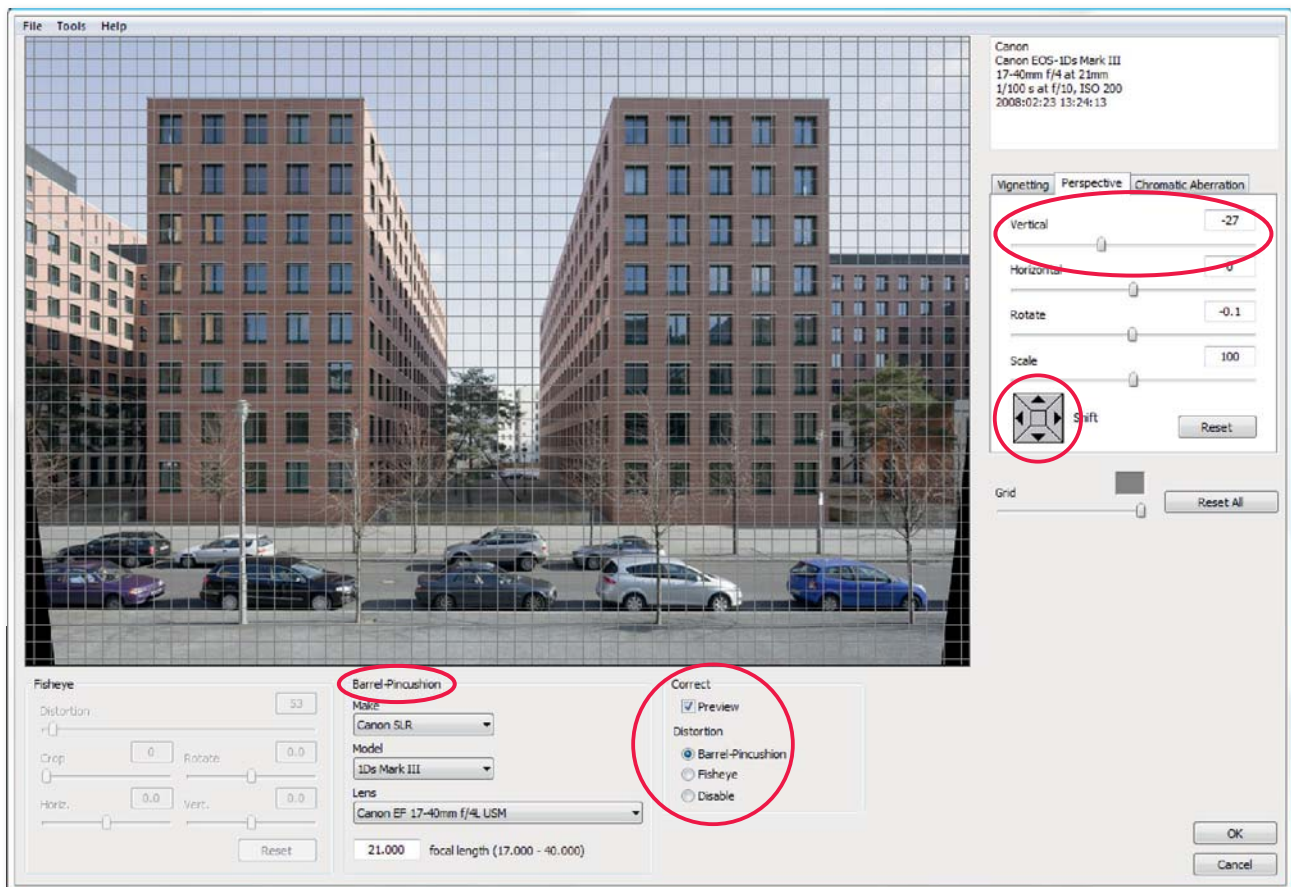 File Tools Help
Canon
Canon EOS-1Ds Mark III
17-40mm f/4 at 21mm
1/100 s at f/10, ISO 200
2008:02:23 13:24:13
Vignetting Perspective Chromatic Aberration
Vertical -27
Horizontal 0
Rotate -0.1
Scale 100
Shift Reset
Grid Reset All
Fisheye
Distortion 53
Crop 0 Rotate 0.0
Horiz. 0.0 Vert. 0.0
Reset
Barrel-Pincushion
Make
Canon SLR
Model
1Ds Mark III
Lens
Canon EF 17-40mm f/4L USM
21.000 focal length (17.000 - 40.000)
Correct
Preview
Distortion
Barrel-Pincushion
Fisheye
Disable
OK
Cancel